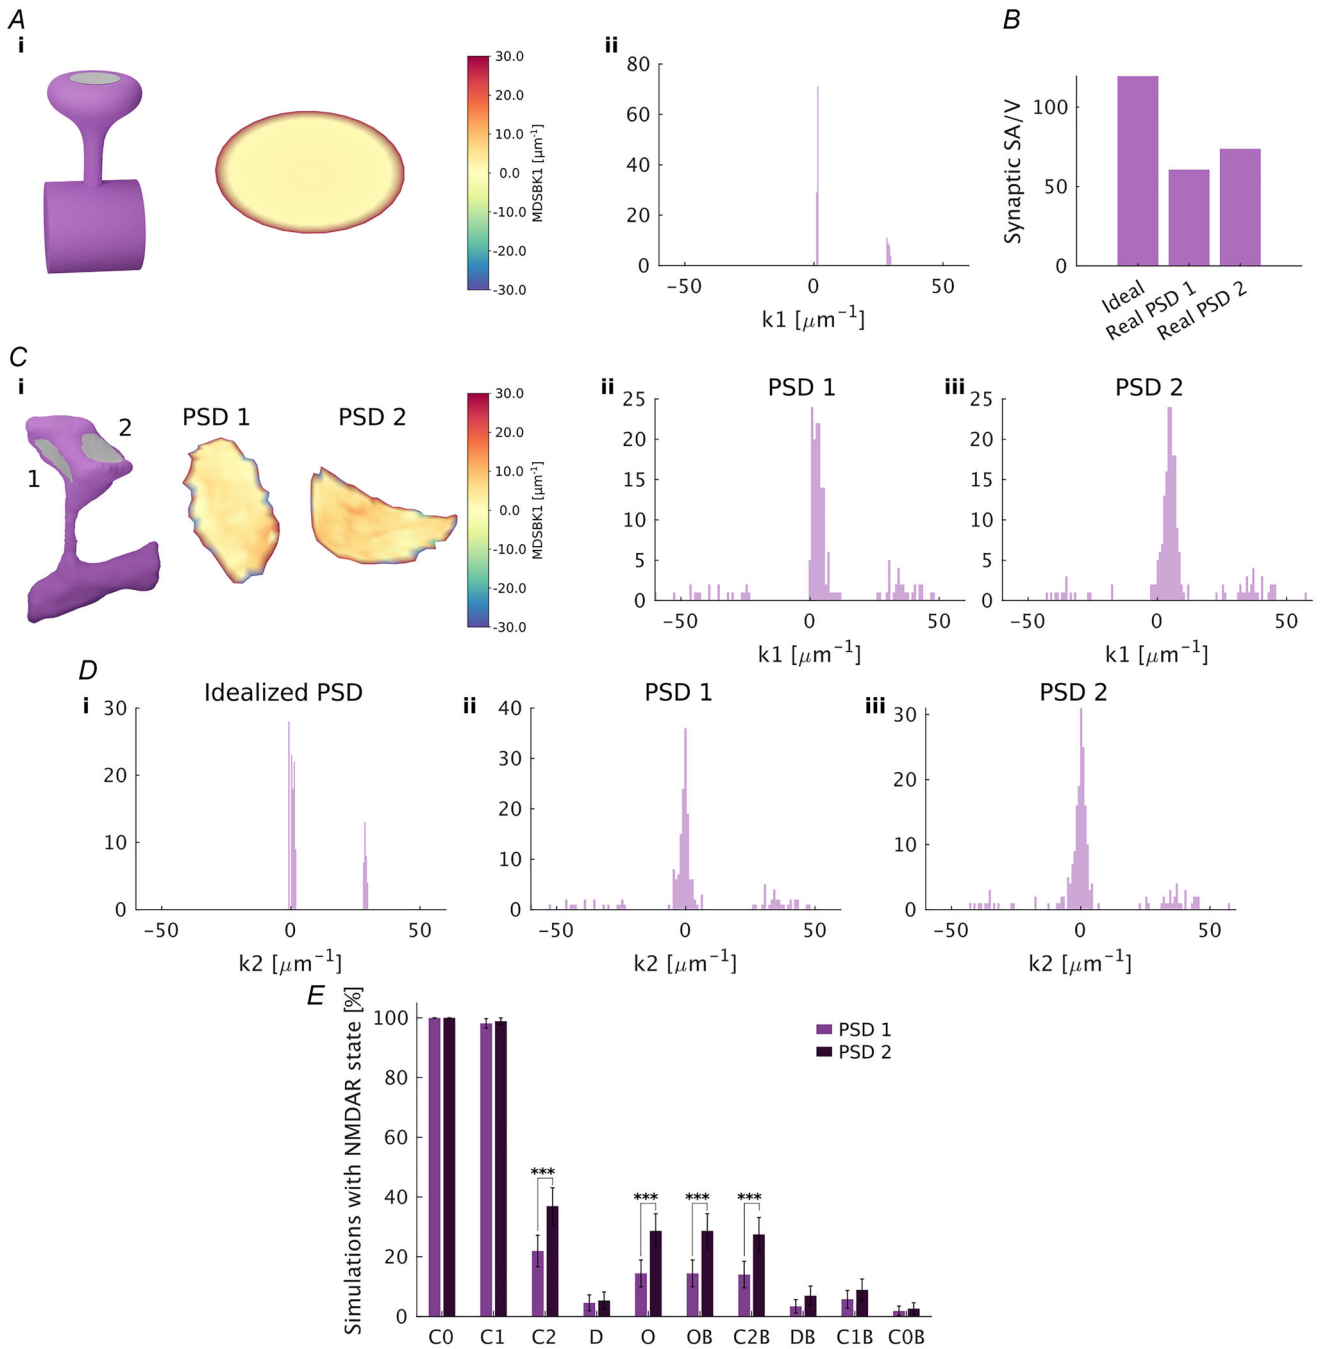 A
B
i
ii
30.0
20.0
10.0
0.0
-10.0
-20.0
-30.0
MDSBK1 [µm⁻¹]
80
60
40
20
0
−50
0
50
k1 [μm⁻¹]
100
50
0
Synaptic SA/V
Ideal
Real PSD 1
Real PSD 2
C
i
1
2
PSD 1
PSD 2
30.0
20.0
10.0
0.0
-10.0
-20.0
-30.0
MDSBK1 [µm⁻¹]
ii
PSD 1
25
20
15
10
5
0
−50
0
50
k1 [μm⁻¹]
iii
PSD 2
25
20
15
10
5
0
−50
0
50
k1 [μm⁻¹]
D
i
Idealized PSD
30
20
10
0
−50
0
50
k2 [μm⁻¹]
ii
PSD 1
40
30
20
10
0
−50
0
50
k2 [μm⁻¹]
iii
PSD 2
30
20
10
0
−50
0
50
k2 [μm⁻¹]
E
Simulations with NMDAR state [%]
100
80
60
40
20
0
PSD 1
PSD 2
***
***
***
***
C0
C1
C2
D
O
OB
C2B
DB
C1B
C0B